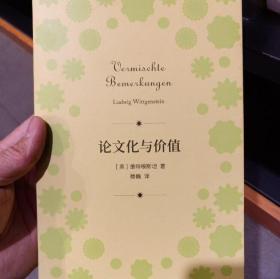 Vermischte
Bemerkungen
Ludwig Wittgenstein
论文化与价值
［英］维特根斯坦 著
楼巍 译